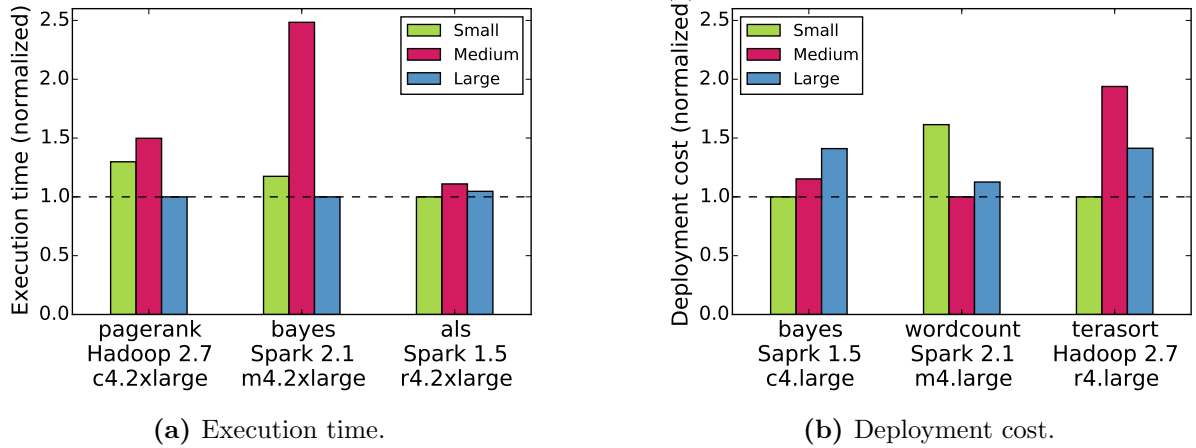 Execution time (normalized)
2.5
2.0
1.5
1.0
0.5
0.0
Small
Medium
Large
pagerank
Hadoop 2.7
c4.2xlarge
bayes
Spark 2.1
m4.2xlarge
als
Spark 1.5
r4.2xlarge
(a) Execution time.
Deployment cost (normalized)
2.5
2.0
1.5
1.0
0.5
0.0
Small
Medium
Large
bayes
Saprk 1.5
c4.large
wordcount
Spark 2.1
m4.large
terasort
Hadoop 2.7
r4.large
(b) Deployment cost.